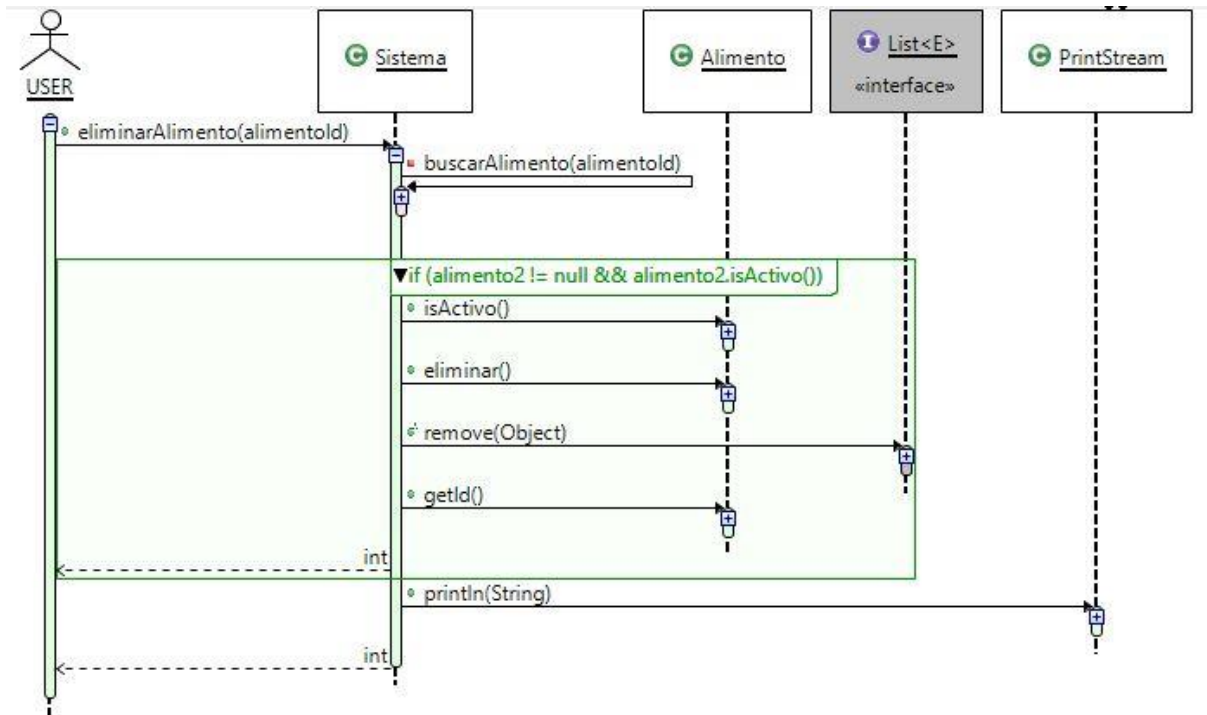 USER
C Sistema
C Alimento
I List<E>
«interface»
C PrintStream
eliminarAlimento(alimentoId)
buscarAlimento(alimentoId)
if (alimento2 != null && alimento2.isActivo())
isActivo()
eliminar()
remove(Object)
getId()
int
println(String)
int